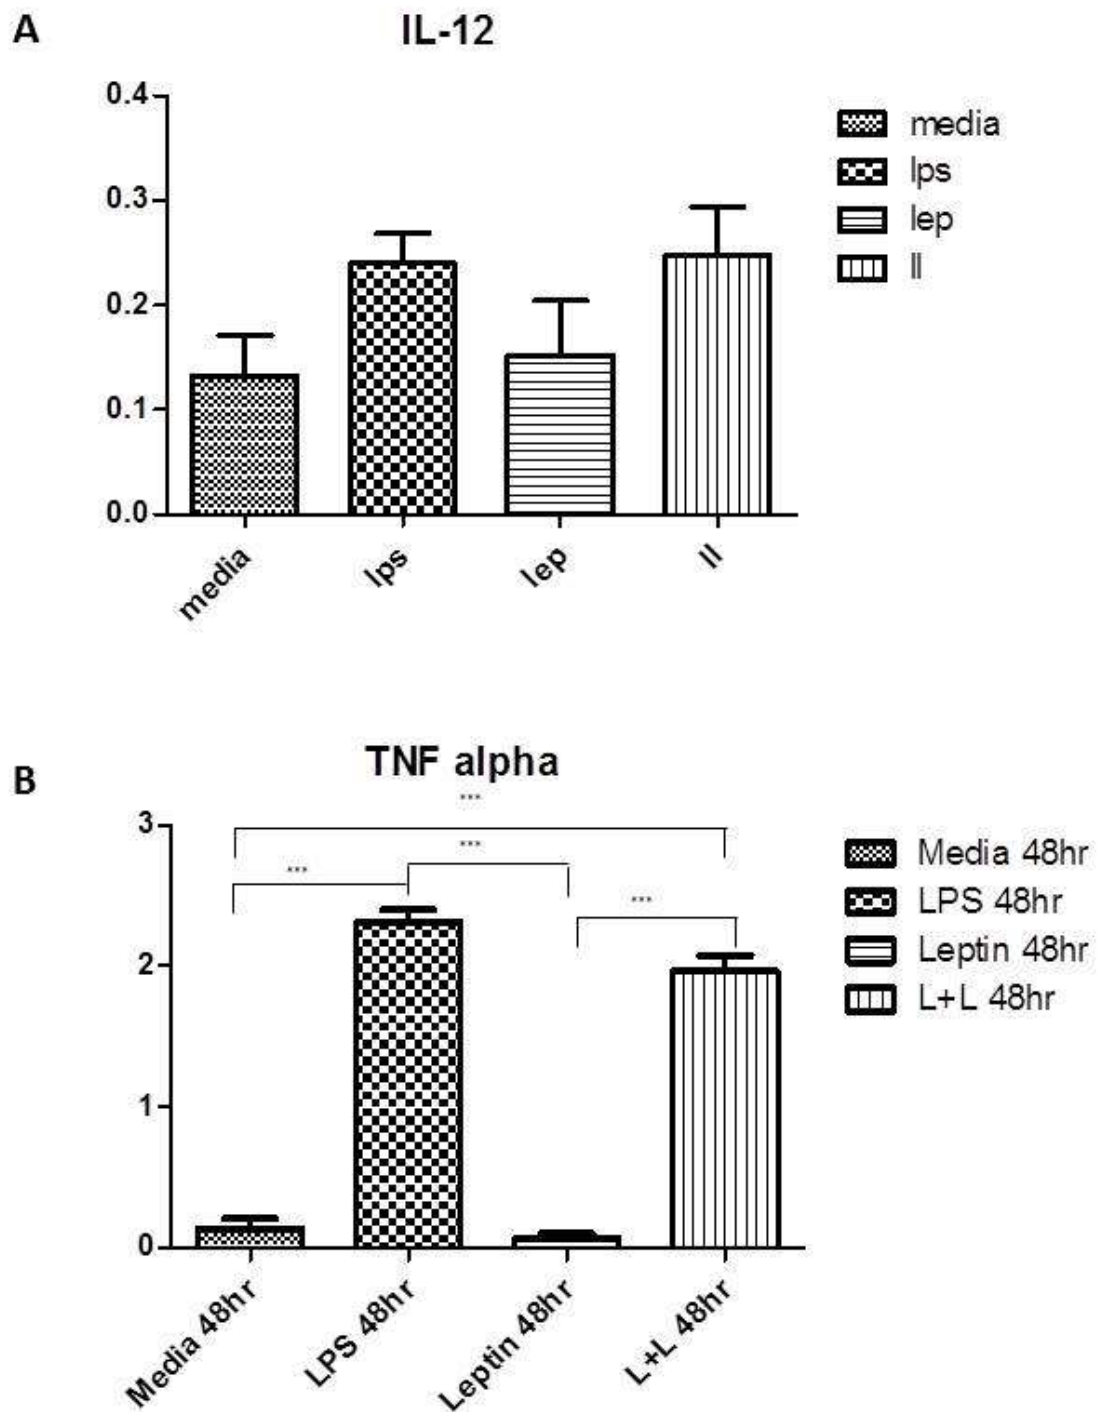 A
IL-12
0.4
0.3
0.2
0.1
0.0
media
lps
lep
ll
media
lps
lep
ll
B
TNF alpha
***
***
***
***
3
2
1
0
Media 48hr
LPS 48hr
Leptin 48hr
L+L 48hr
Media 48hr
LPS 48hr
Leptin 48hr
L+L 48hr